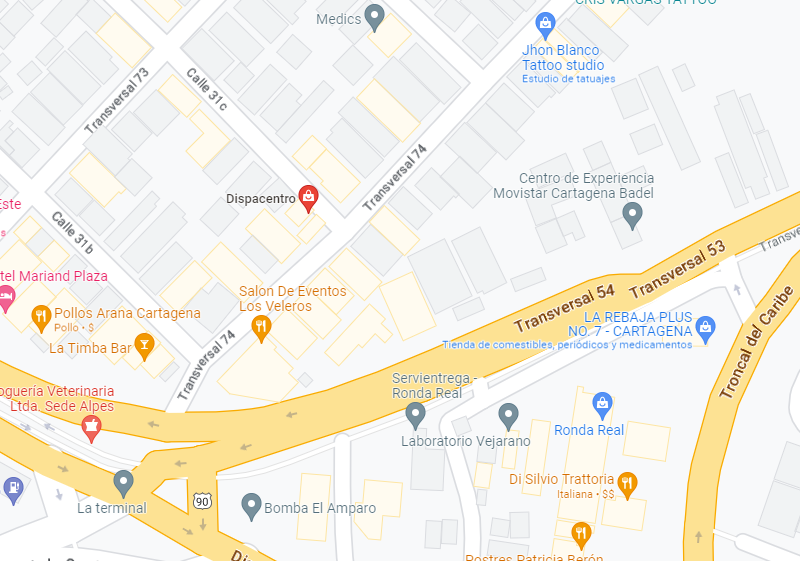 CRIS VARGAS TATTOO
Medics
Jhon Blanco
Tattoo studio
Estudio de tatuajes
Transversal 73
Calle 31c
Transversal 74
Centro de Experiencia
Movistar Cartagena Badel
Dispacentro
Este
Calle 31b
Transversal 53
Transversal 54
tel Mariand Plaza
Salon De Eventos
Los Veleros
Pollos Arana Cartagena
Pollo • $
La Timba Bar
Transversal 74
LA REBAJA PLUS
NO. 7 - CARTAGENA
Tienda de comestibles, periódicos y medicamentos
Troncal del Caribe
oguería Veterinaria
Ltda. Sede Alpes
Servientrega -
Ronda Real
Laboratorio Vejarano
Ronda Real
Di Silvio Trattoria
Italiana • $$
90
La terminal
Bomba El Amparo
Postres Patricia Berón